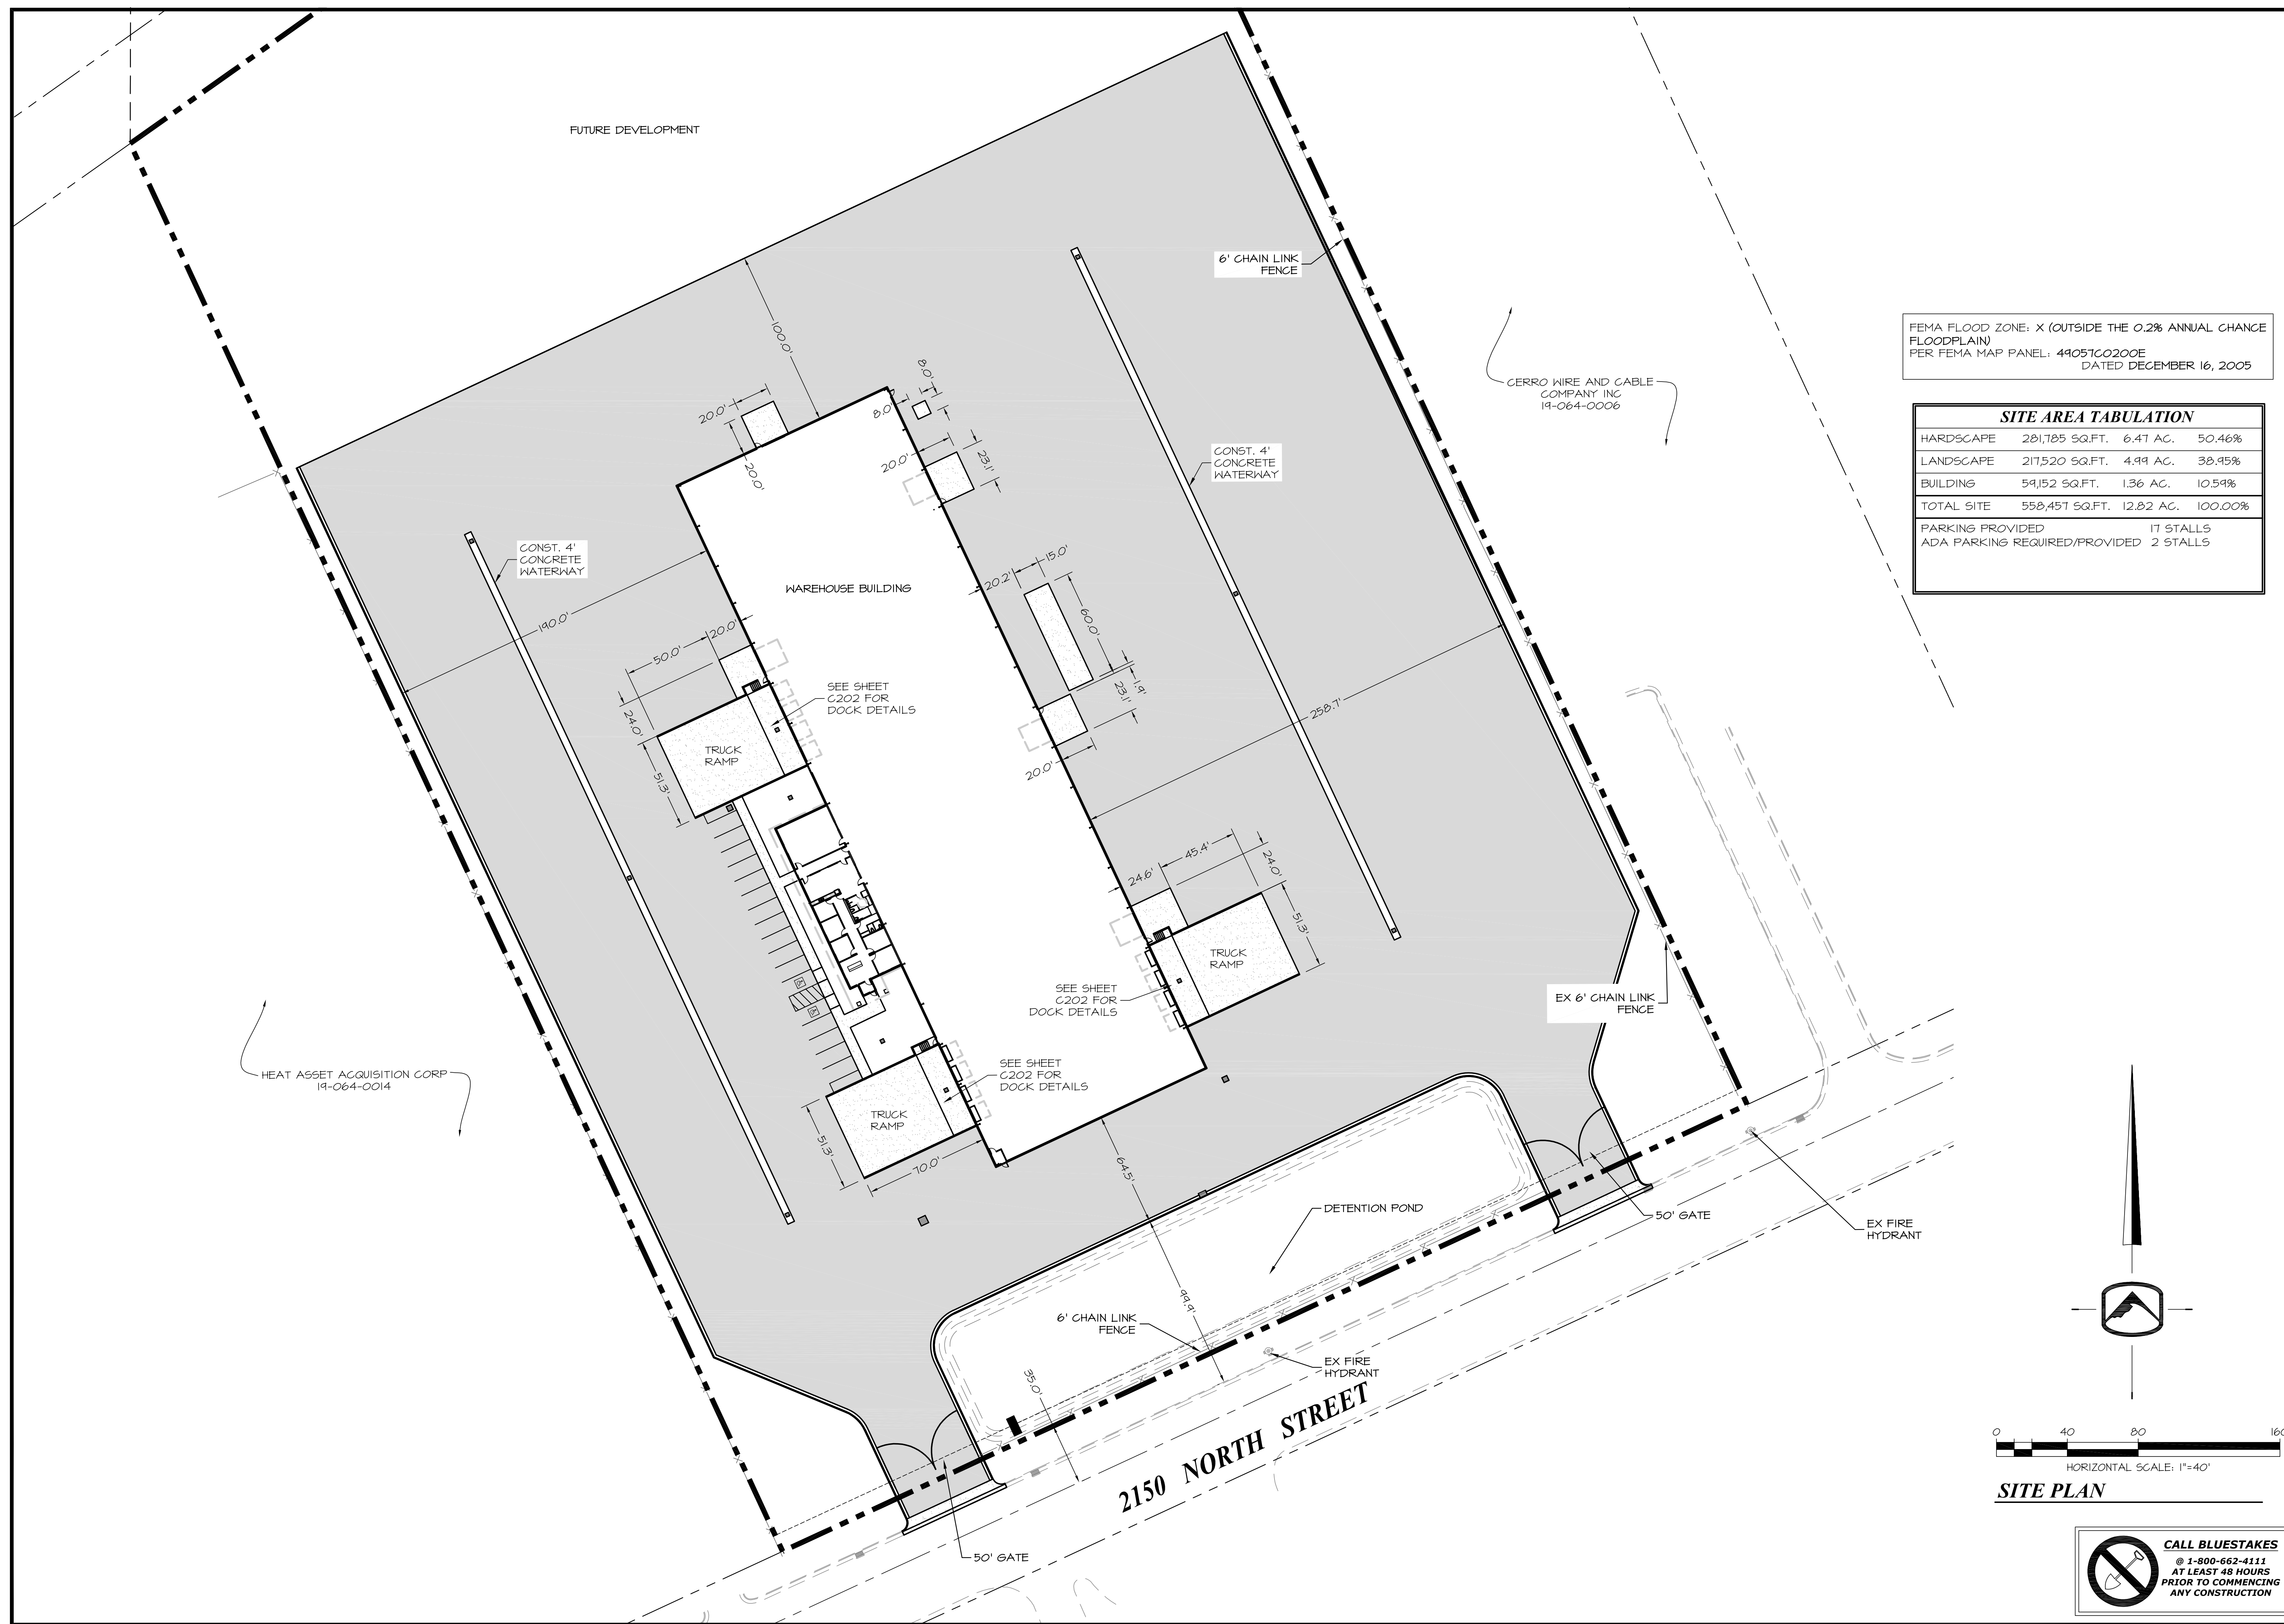 FUTURE DEVELOPMENT
6' CHAIN LINK
FENCE
100.0'
8.0'
8.0'
20.0'
20.0'
20.0'
23.1'
CONST. 4'
CONCRETE
WATERWAY
CERRO WIRE AND CABLE
COMPANY INC
19-064-0006
FEMA FLOOD ZONE: X (OUTSIDE THE 0.2% ANNUAL CHANCE
FLOODPLAIN)
PER FEMA MAP PANEL: 49057C0200E
DATED DECEMBER 16, 2005
SITE AREA TABULATION
HARDSCAPE 281,785 SQ.FT. 6.47 AC. 50.46%
LANDSCAPE 217,520 SQ.FT. 4.99 AC. 38.95%
BUILDING 59,152 SQ.FT. 1.36 AC. 10.59%
TOTAL SITE 558,457 SQ.FT. 12.82 AC. 100.00%
PARKING PROVIDED 17 STALLS
ADA PARKING REQUIRED/PROVIDED 2 STALLS
CONST. 4'
CONCRETE
WATERWAY
WAREHOUSE BUILDING
190.0'
20.2'
15.0'
60.0'
1.9'
23.1'
20.0'
50.0'
20.0'
24.0'
51.3'
SEE SHEET
C202 FOR
DOCK DETAILS
TRUCK
RAMP
258.7'
24.6'
45.4'
24.0'
51.3'
TRUCK
RAMP
SEE SHEET
C202 FOR
DOCK DETAILS
EX 6' CHAIN LINK
FENCE
HEAT ASSET ACQUISITION CORP
19-064-0014
SEE SHEET
C202 FOR
DOCK DETAILS
TRUCK
RAMP
51.3'
70.0'
64.5'
DETENTION POND
50' GATE
EX FIRE
HYDRANT
99.9'
6' CHAIN LINK
FENCE
EX FIRE
HYDRANT
35.0'
2150 NORTH STREET
50' GATE
0 40 80 160
HORIZONTAL SCALE: 1"=40'
SITE PLAN
CALL BLUESTAKES
@ 1-800-662-4111
AT LEAST 48 HOURS
PRIOR TO COMMENCING
ANY CONSTRUCTION